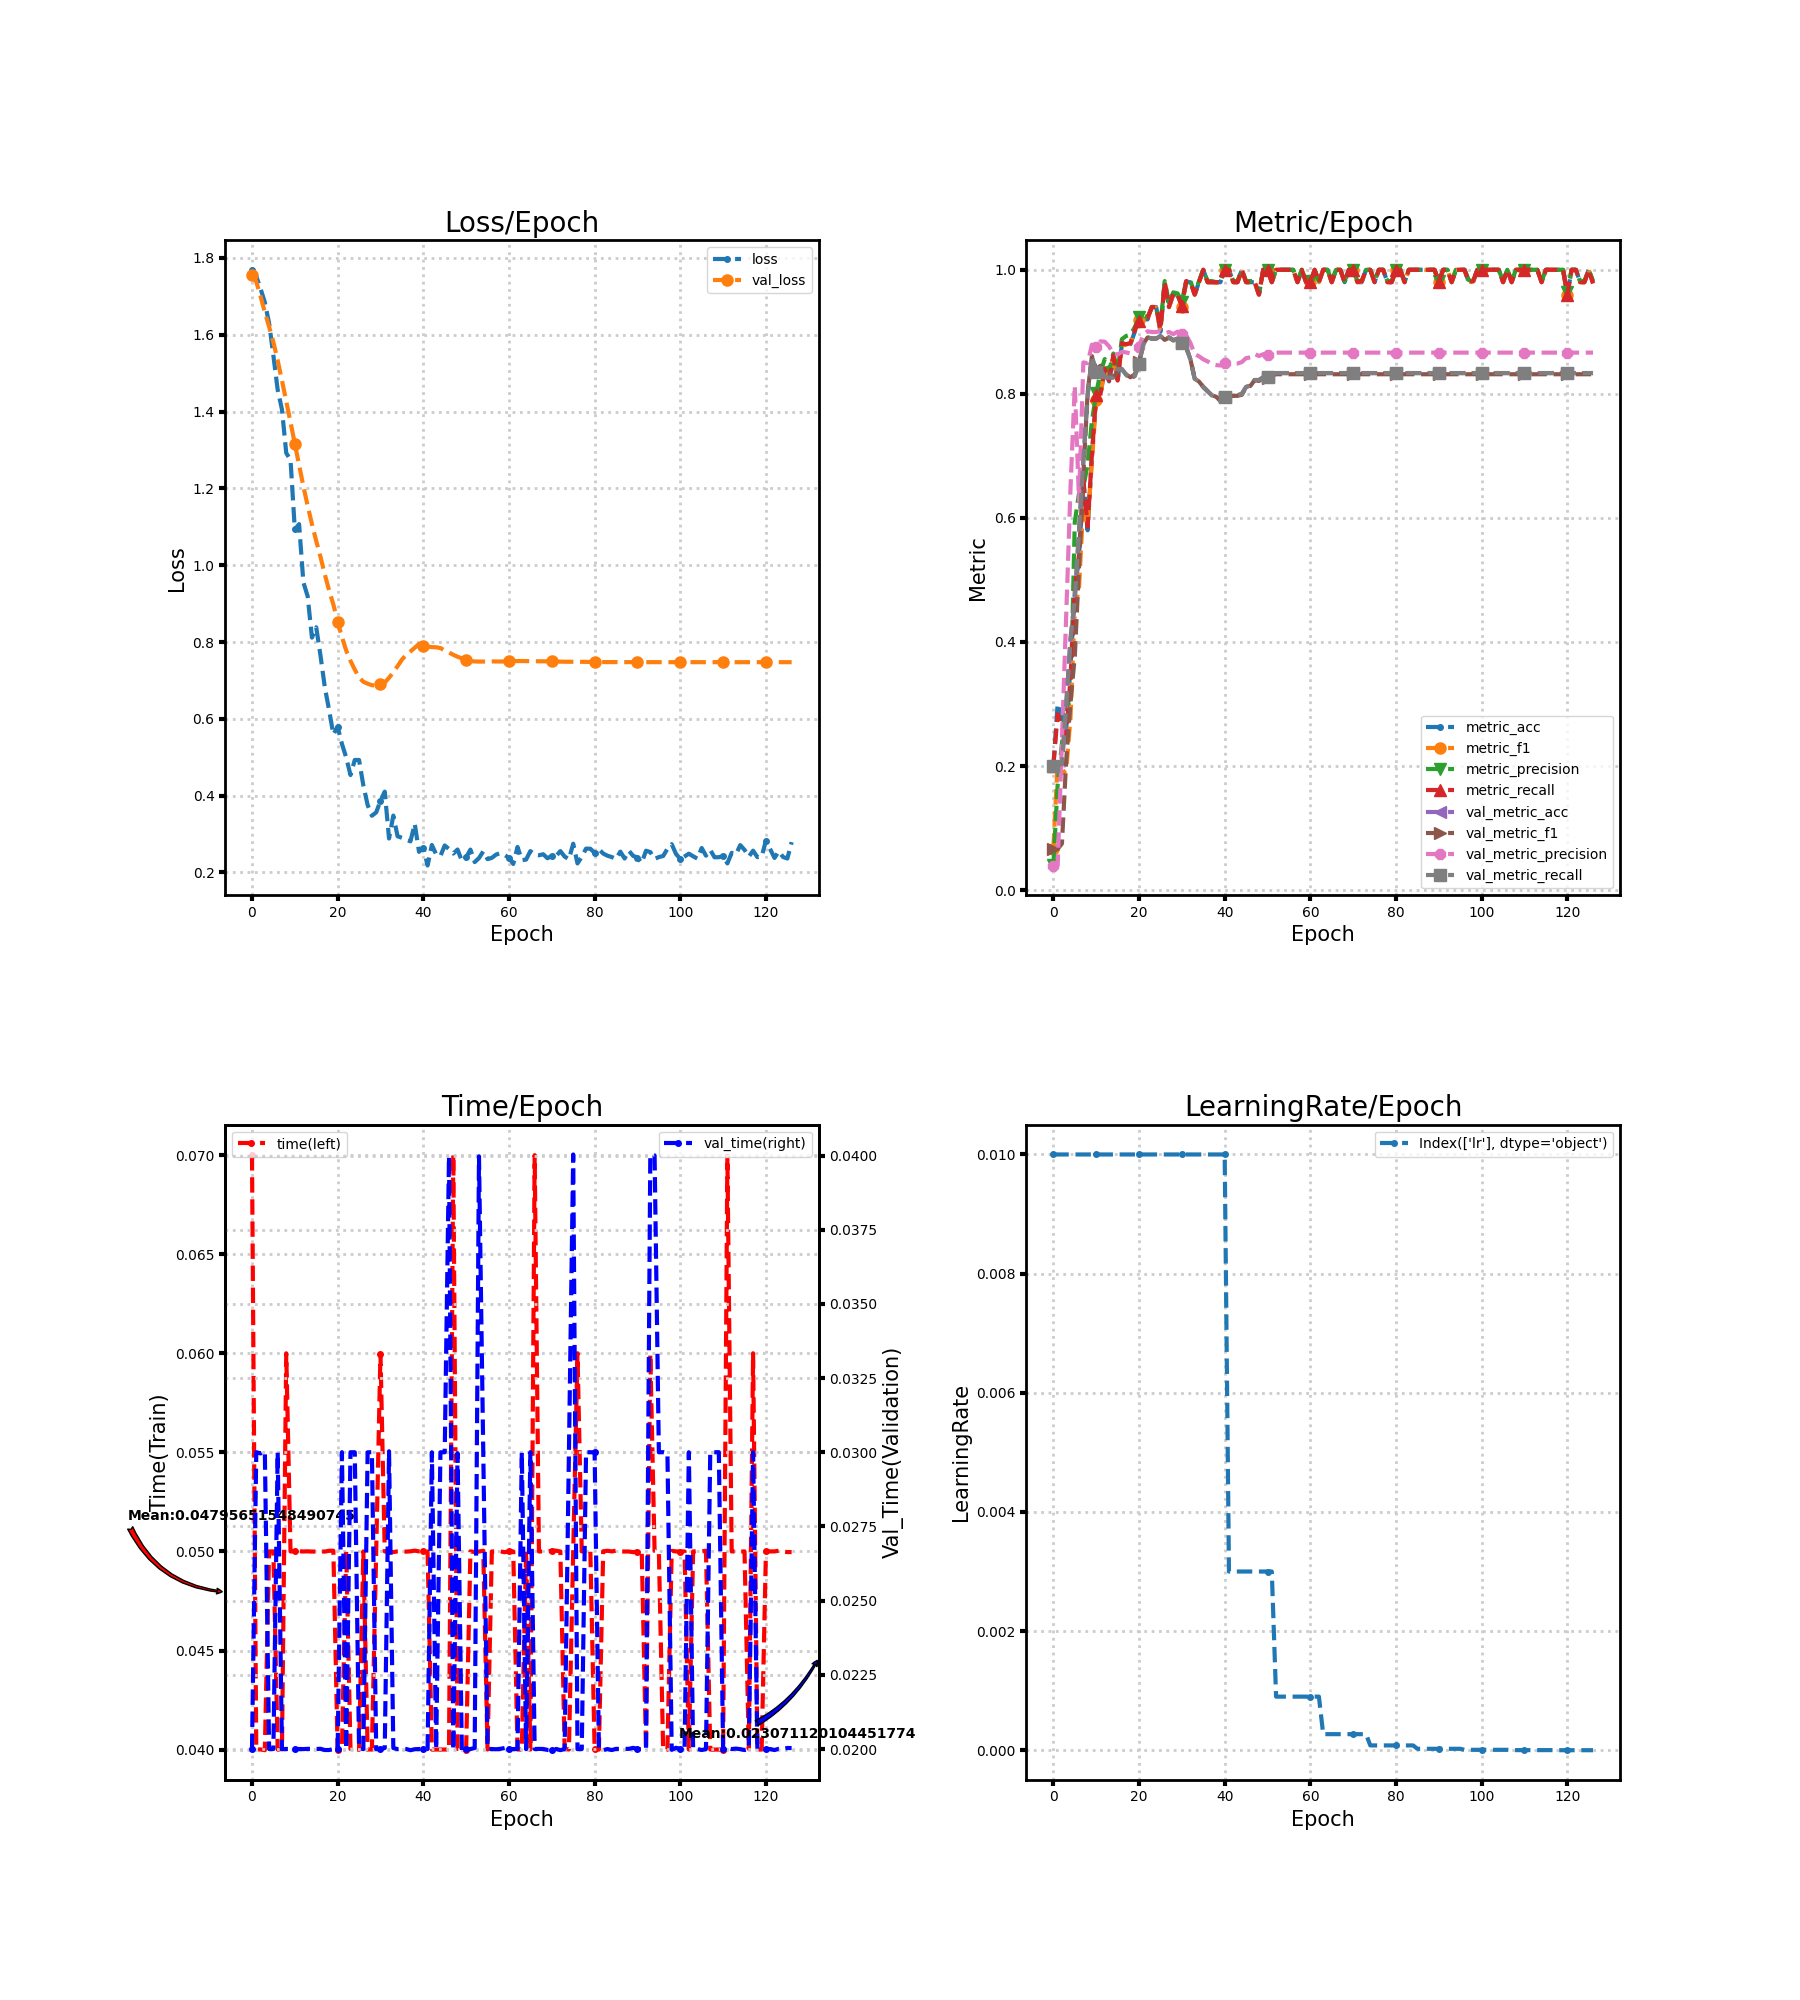 Loss/Epoch
1.8
1.6
1.4
1.2
1.0
0.8
0.6
0.4
0.2
Loss
loss
val_loss
0 20 40 60 80 100 120
Epoch
Metric/Epoch
1.0
0.8
0.6
0.4
0.2
0.0
Metric
metric_acc
metric_f1
metric_precision
metric_recall
val_metric_acc
val_metric_f1
val_metric_precision
val_metric_recall
0 20 40 60 80 100 120
Epoch
Time/Epoch
time(left)
val_time(right)
0.070
0.065
0.060
0.055
0.050
0.045
0.040
Time(Train)
0.0400
0.0375
0.0350
0.0325
0.0300
0.0275
0.0250
0.0225
0.0200
Val_Time(Validation)
Mean:0.023071120104451774
0 20 40 60 80 100 120
Epoch
LearningRate/Epoch
Index(['lr'], dtype='object')
0.010
0.008
0.006
0.004
0.002
0.000
LearningRate
0 20 40 60 80 100 120
Epoch